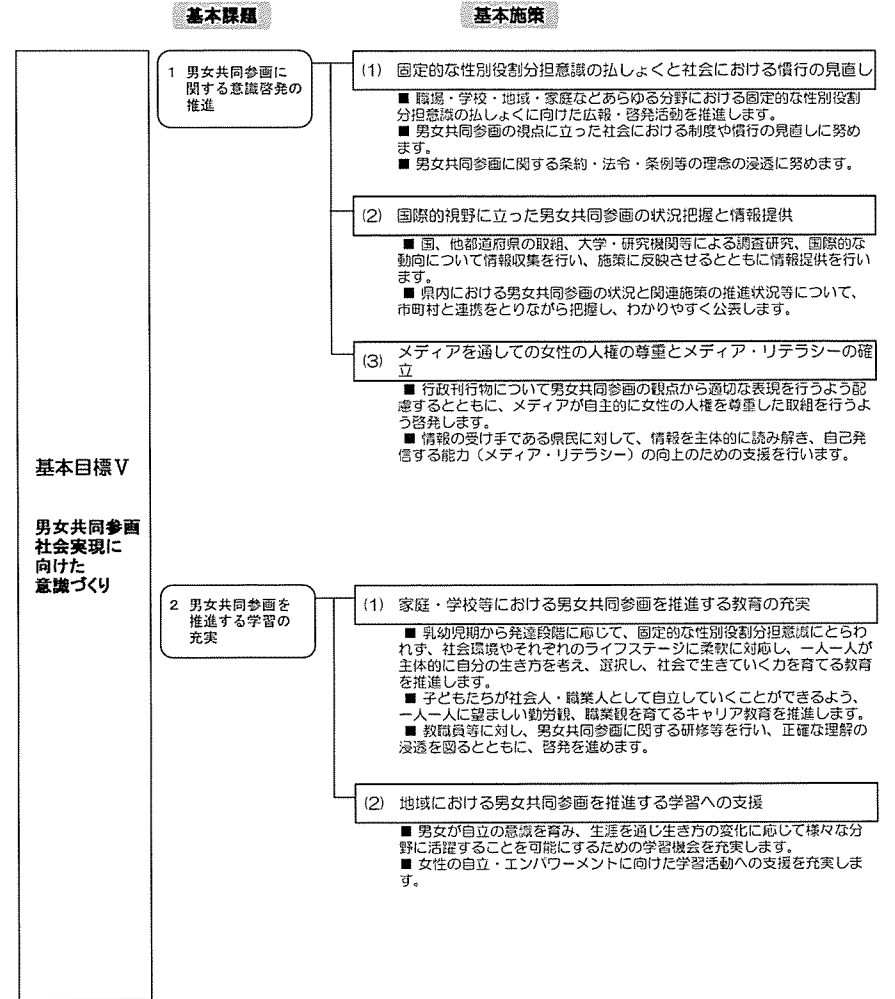 基本課題
基本施策
基本目標Ⅴ
男女共同参画
社会実現に
向けた
意識づくり
1 男女共同参画に
関する意識啓発の
推進
(1) 固定的な性別役割分担意識の払しょくと社会における慣行の見直し
■ 職場・学校・地域・家庭などあらゆる分野における固定的な性別役割
分担意識の払しょくに向けた広報・啓発活動を推進します。
■ 男女共同参画の視点に立った社会における制度や慣行の見直しに努め
ます。
■ 男女共同参画に関する条約・法令・条例等の理念の浸透に努めます。
(2) 国際的視野に立った男女共同参画の状況把握と情報提供
■ 国、他都道府県の取組、大学・研究機関等による調査研究、国際的な
動向について情報収集を行い、施策に反映させるとともに情報提供を行い
ます。
■ 県内における男女共同参画の状況と関連施策の推進状況等について、
市町村と連携をとりながら把握し、わかりやすく公表します。
(3) メディアを通しての女性の人権の尊重とメディア・リテラシーの確
立
■ 行政刊行物について男女共同参画の観点から適切な表現を行うよう配
慮するとともに、メディアが自主的に女性の人権を尊重した取組を行うよ
う啓発します。
■ 情報の受け手である県民に対して、情報を主体的に読み解き、自己発
信する能力（メディア・リテラシー）の向上のための支援を行います。
2 男女共同参画を
推進する学習の
充実
(1) 家庭・学校等における男女共同参画を推進する教育の充実
■ 乳幼児期から発達段階に応じて、固定的な性別役割分担意識にとらわ
れず、社会環境やそれぞれのライフステージに柔軟に対応し、一人一人が
主体的に自分の生き方を考え、選択し、社会で生きていく力を育てる教育
を推進します。
■ 子どもたちが社会人・職業人として自立していくことができるよう、
一人一人に望ましい勤労観、職業観を育てるキャリア教育を推進します。
■ 教職員等に対し、男女共同参画に関する研修等を行い、正確な理解の
浸透を図るとともに、啓発を進めます。
(2) 地域における男女共同参画を推進する学習への支援
■ 男女が自立の意識を育み、生涯を通じ生き方の変化に応じて様々な分
野に活躍することを可能にするための学習機会を充実します。
■ 女性の自立・エンパワーメントに向けた学習活動への支援を充実しま
す。